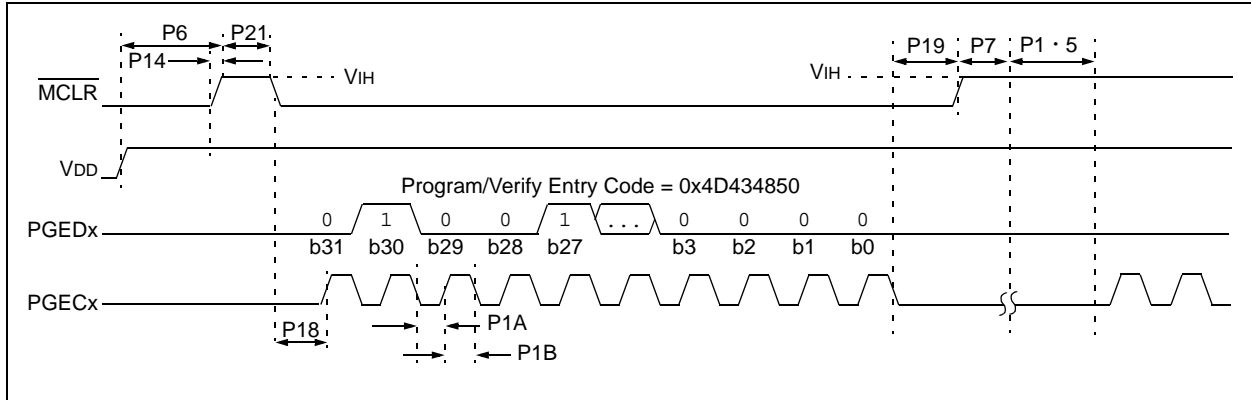 P6 P21 P19 P7 P1 · 5
P14
VIH VIH
MCLR
VDD
Program/Verify Entry Code = 0x4D434850
0 1 0 0 1 ... 0 0 0 0
PGEDx
b31 b30 b29 b28 b27 b3 b2 b1 b0
PGECx
P18 P1A
P1B